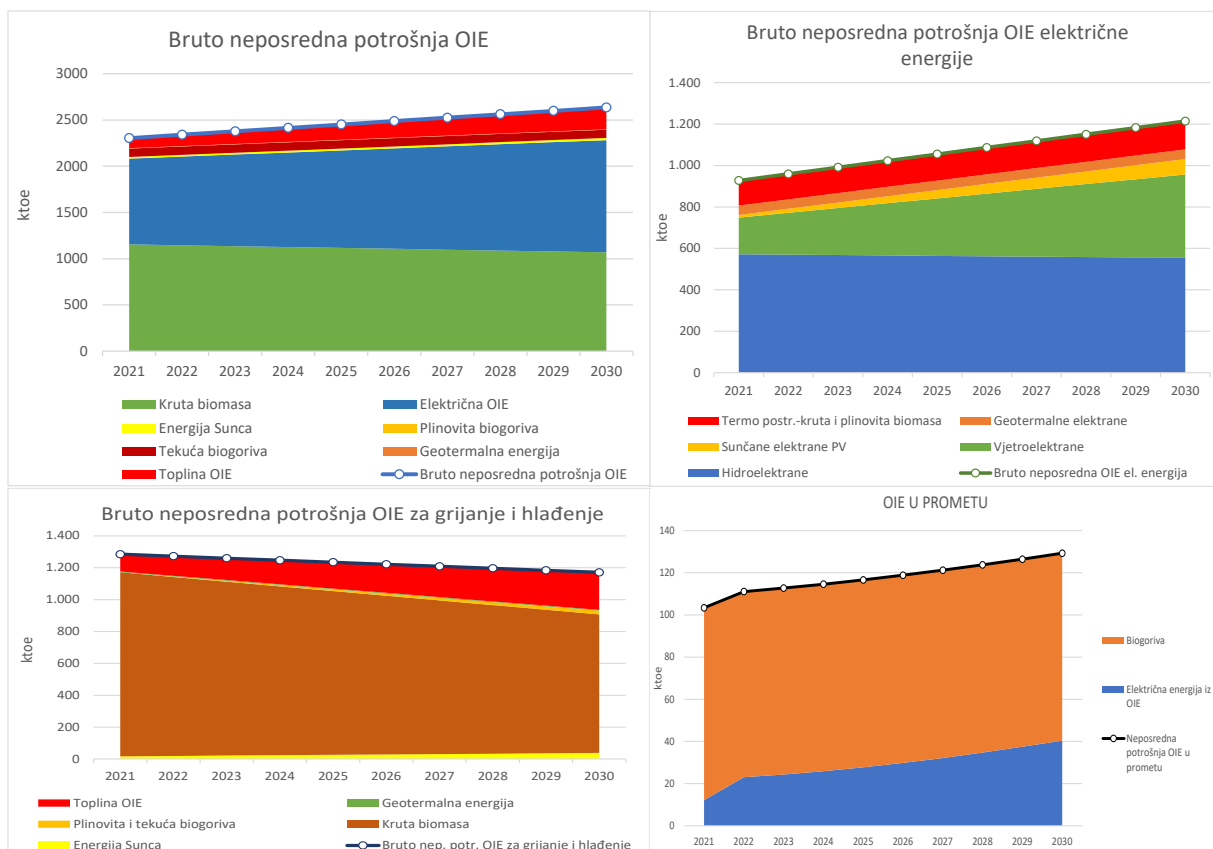 Bruto neposredna potrošnja OIE
3000
2500
2000
1500
1000
500
0
ktoe
2021 2022 2023 2024 2025 2026 2027 2028 2029 2030
Kruta biomasa Električna OIE
Energija Sunca Plinovita biogoriva
Tekuća biogoriva Geotermalna energija
Toplina OIE Bruto neposredna potrošnja OIE
Bruto neposredna potrošnja OIE električne
energije
1.400
1.200
1.000
800
600
400
200
0
ktoe
2021 2022 2023 2024 2025 2026 2027 2028 2029 2030
Termo postr.-kruta i plinovita biomasa Geotermalne elektrane
Sunčane elektrane PV Vjetroelektrane
Hidroelektrane Bruto neposredna OIE el. energija
Bruto neposredna potrošnja OIE za grijanje i hlađenje
1.400
1.200
1.000
800
600
400
200
0
ktoe
2021 2022 2023 2024 2025 2026 2027 2028 2029 2030
Toplina OIE Geotermalna energija
Plinovita i tekuća biogoriva Kruta biomasa
Energija Sunca Bruto nep. potr. OIE za grijanje i hlađenje
OIE U PROMETU
140
120
100
80
60
40
20
0
ktoe
2021 2022 2023 2024 2025 2026 2027 2028 2029 2030
Biogoriva
Električna energija iz
OIE
Neposredna
potrošnja OIE u
prometu